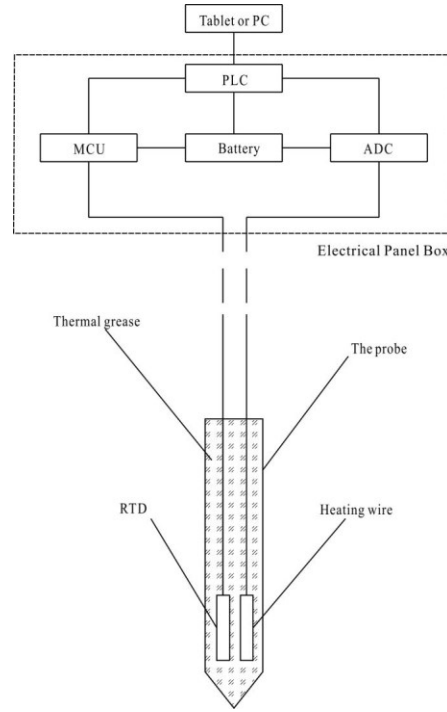 Tablet or PC
PLC
MCU
Battery
ADC
Electrical Panel Box
Thermal grease
The probe
RTD
Heating wire